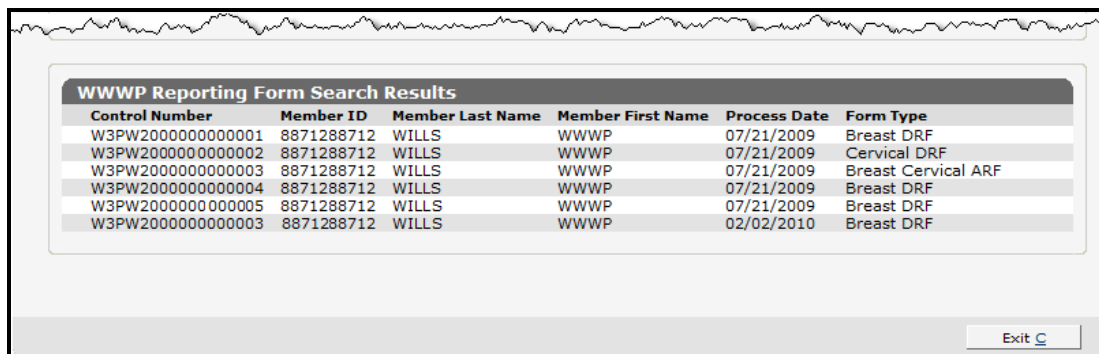 WWWP Reporting Form Search Results
Control Number Member ID Member Last Name Member First Name Process Date Form Type
W3PW2000000000001 8871288712 WILLS WWWP 07/21/2009 Breast DRF
W3PW2000000000002 8871288712 WILLS WWWP 07/21/2009 Cervical DRF
W3PW2000000000003 8871288712 WILLS WWWP 07/21/2009 Breast Cervical ARF
W3PW2000000000004 8871288712 WILLS WWWP 07/21/2009 Breast DRF
W3PW2000000000005 8871288712 WILLS WWWP 07/21/2009 Breast DRF
W3PW2000000000003 8871288712 WILLS WWWP 02/02/2010 Breast DRF
Exit C